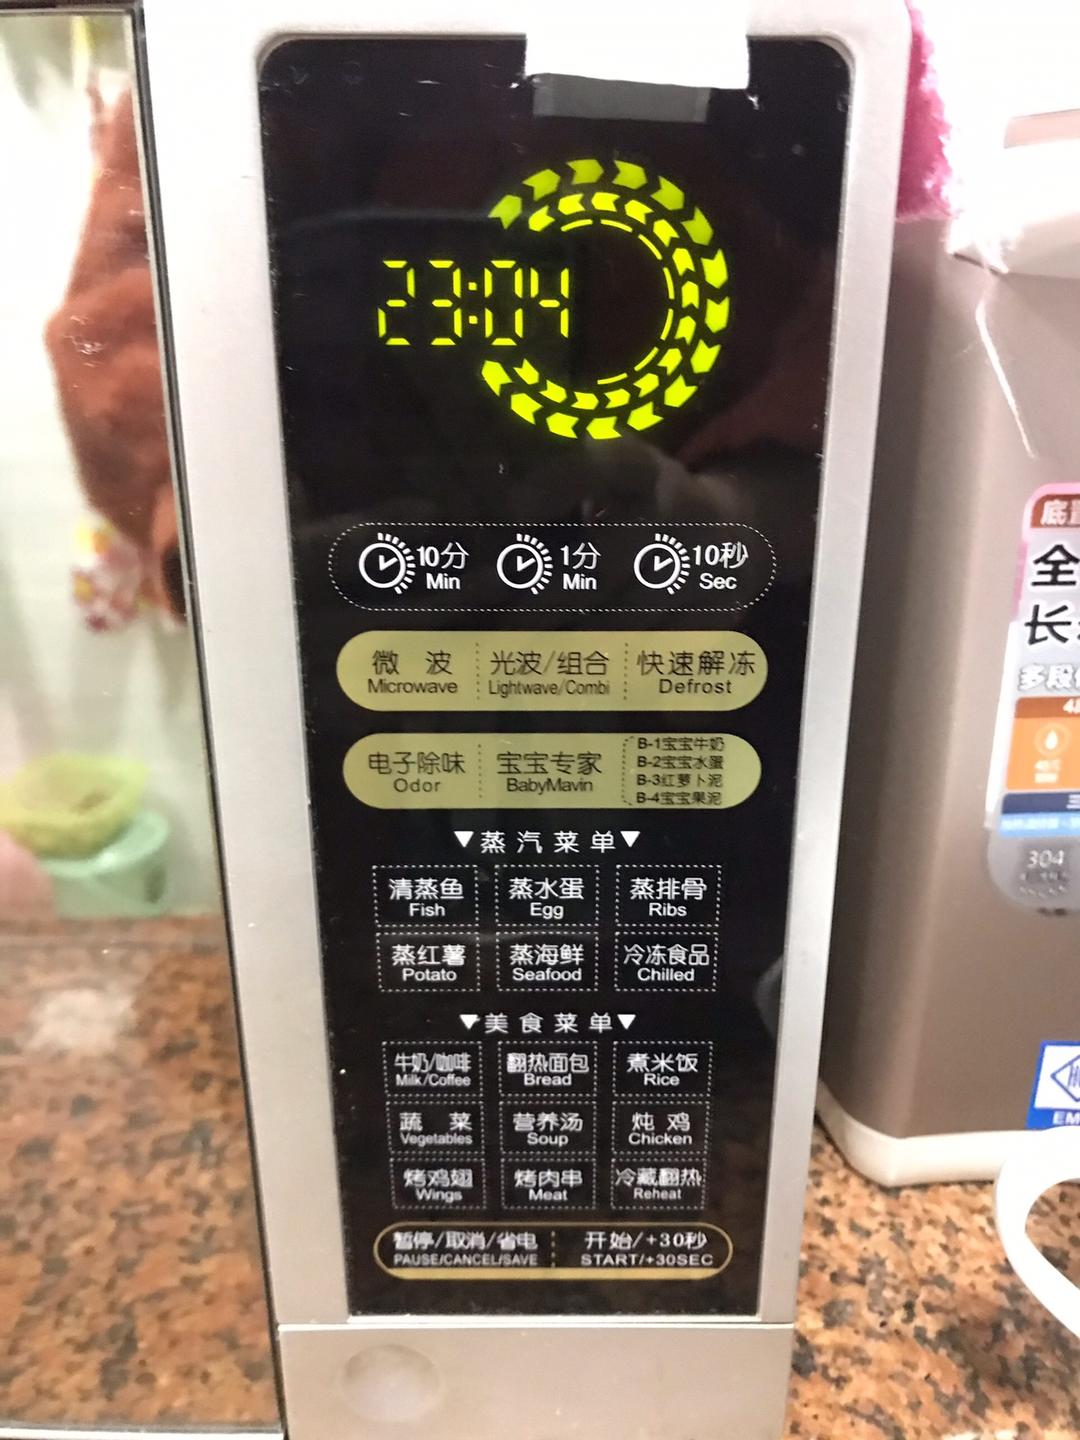 23:04
10分 1分 10秒
Min Min Sec
微 波 光波/组合 快速解冻
Microwave Lightwave/Combi Defrost
电子除味 宝宝专家
Odor BabyMavin
B-1宝宝牛奶
B-2宝宝水蛋
B-3红萝卜泥
B-4宝宝果泥
▼蒸汽菜单▼
清蒸鱼 蒸水蛋 蒸排骨
Fish Egg Ribs
蒸红薯 蒸海鲜 冷冻食品
Potato Seafood Chilled
▼美食菜单▼
牛奶/咖啡 翻热面包 煮米饭
Milk/Coffee Bread Rice
蔬 菜 营养汤 炖 鸡
Vegetables Soup Chicken
烤鸡翅 烤肉串 冷藏翻热
Wings Meat Reheat
暂停/取消/省电 开始/+30秒
PAUSE/CANCEL/SAVE START/+30SEC
全
长
多段
304
EM